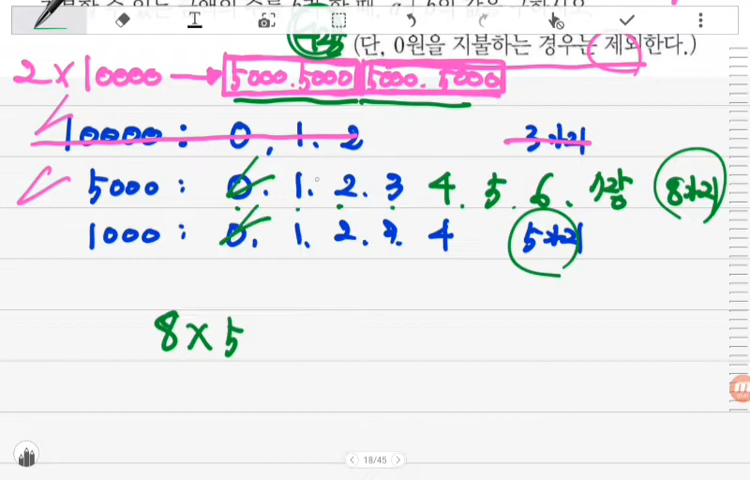 (단, 0원을 지불하는 경우는 제외한다.)
2 × 10000 → 5000. 5000 5000. 5000
10000 : 0, 1. 2 3가지
5000 : 0. 1. 2. 3 4. 5. 6. 7장 8가지
1000 : 0, 1. 2. 3. 4 5가지
8 × 5
18/45